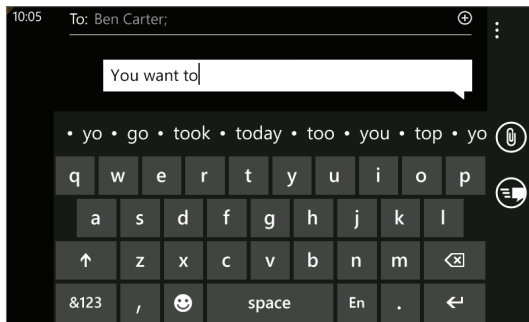 10:05
To: Ben Carter;
You want to
• yo • go • took • today • too • you • top • yo
q w e r t y u i o p
a s d f g h j k l
z x c v b n m
&123 , space En .